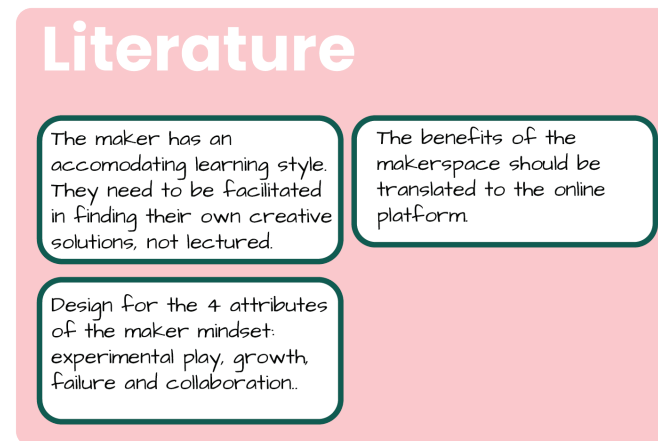 Literature
The maker has an
accomodating learning style.
They need to be facilitated
in finding their own creative
solutions, not lectured.
The benefits of the
makerspace should be
translated to the online
platform.
Design for the 4 attributes
of the maker mindset:
experimental play, growth,
failure and collaboration..